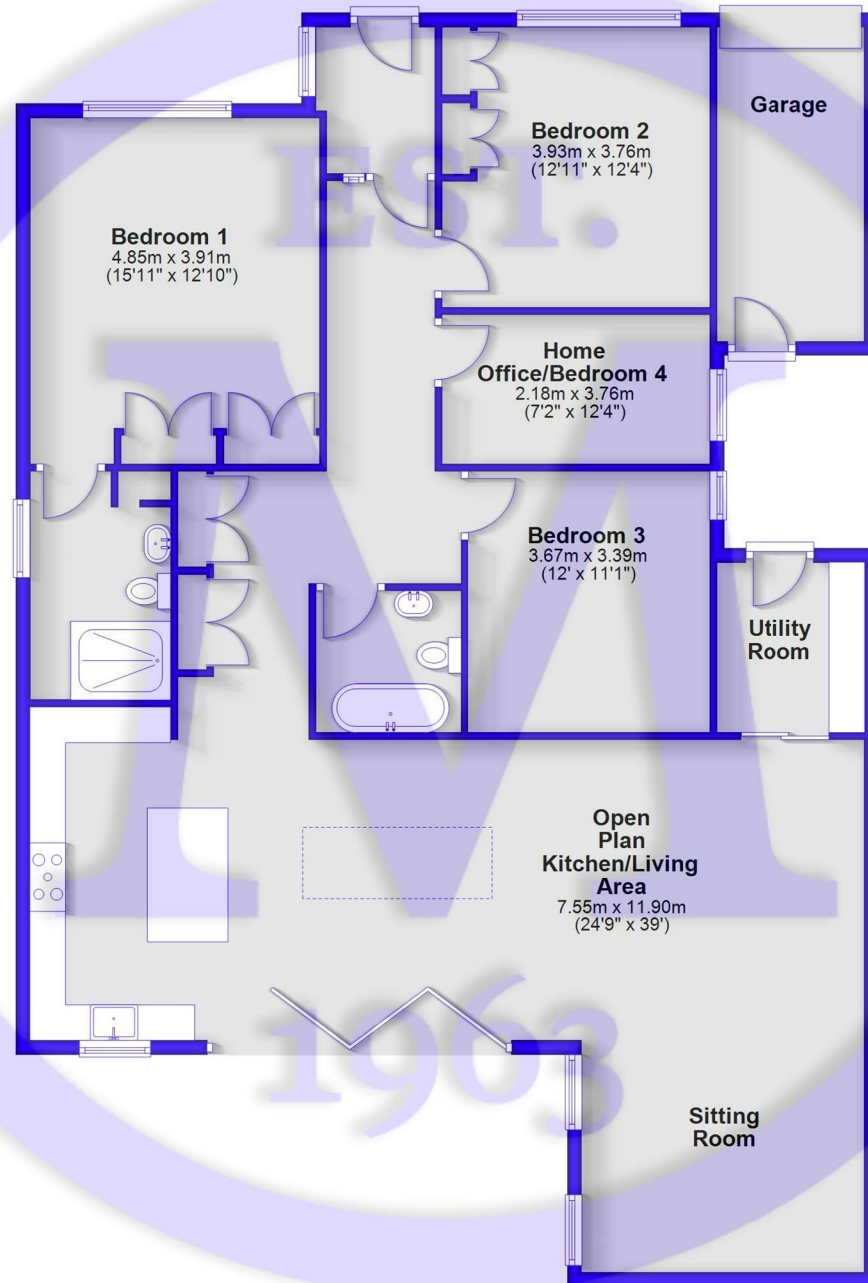 Garage
Bedroom 2
3.93m x 3.76m
(12'11" x 12'4")
EST.
Bedroom 1
4.85m x 3.91m
(15'11" x 12'10")
Home
Office/Bedroom 4
2.18m x 3.76m
(7'2" x 12'4")
Bedroom 3
3.67m x 3.39m
(12' x 11'1")
Utility
Room
M
Open
Plan
Kitchen/Living
Area
7.55m x 11.90m
(24'9" x 39')
1963
Sitting
Room